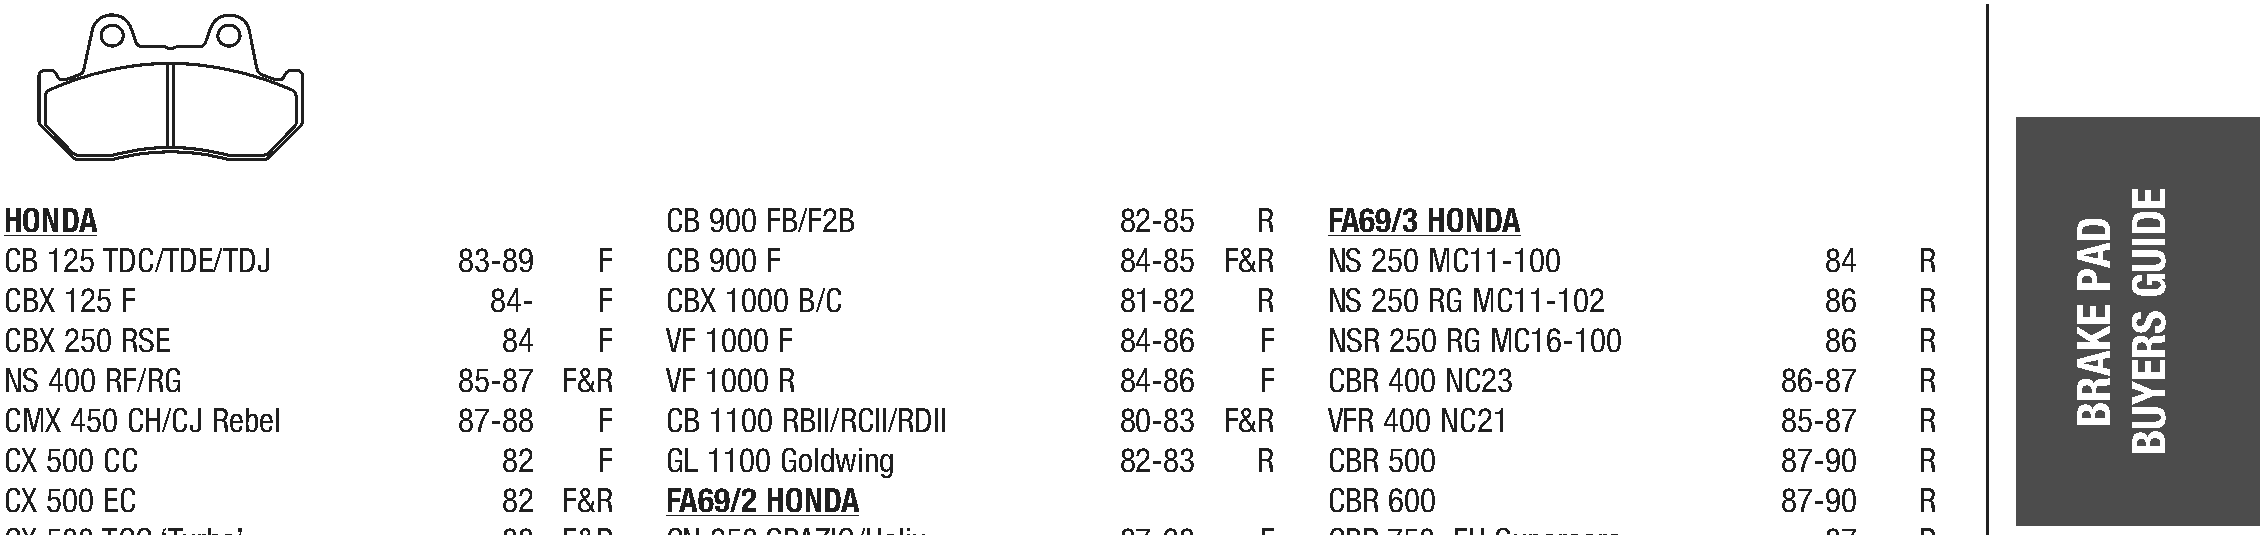 HONDA
CB 125 TDC/TDE/TDJ 83-89 F
CBX 125 F 84- F
CBX 250 RSE 84 F
NS 400 RF/RG 85-87 F&R
CMX 450 CH/CJ Rebel 87-88 F
CX 500 CC 82 F
CX 500 EC 82 F&R
CB 900 FB/F2B 82-85 R
CB 900 F 84-85 F&R
CBX 1000 B/C 81-82 R
VF 1000 F 84-86 F
VF 1000 R 84-86 F
CB 1100 RBII/RCII/RDII 80-83 F&R
GL 1100 Goldwing 82-83 R
FA69/2 HONDA
FA69/3 HONDA
NS 250 MC11-100 84 R
NS 250 RG MC11-102 86 R
NSR 250 RG MC16-100 86 R
CBR 400 NC23 86-87 R
VFR 400 NC21 85-87 R
CBR 500 87-90 R
CBR 600 87-90 R
BRAKE PAD
BUYERS GUIDE